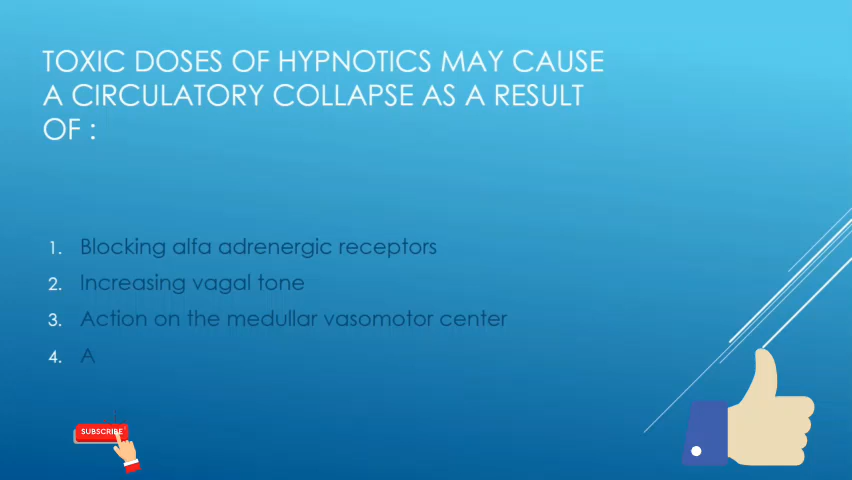 TOXIC DOSES OF HYPNOTICS MAY CAUSE
A CIRCULATORY COLLAPSE AS A RESULT
OF :
1. Blocking alfa adrenergic receptors
2. Increasing vagal tone
3. Action on the medullar vasomotor center
4. A
SUBSCRIBE